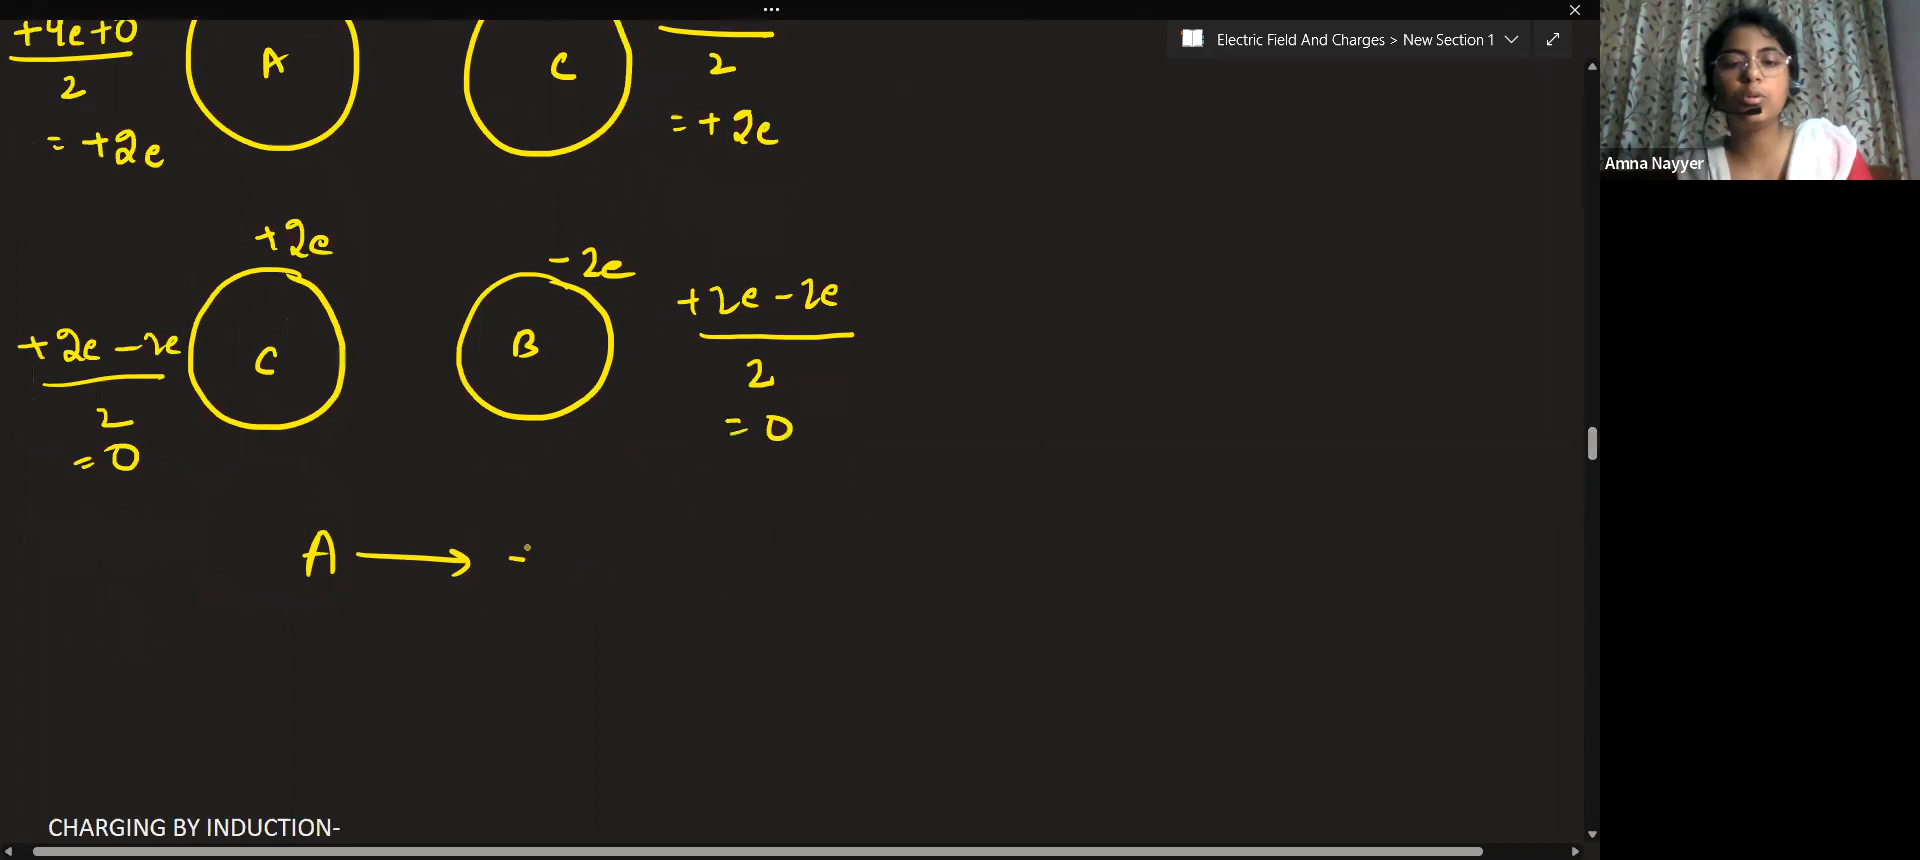 Electric Field And Charges > New Section 1
Amna Nayyer
+4e+0
2
= +2e
A
C
2
= +2e
+2e
-2e
+2e -2e
2
= 0
C
B
+2e -2e
2
= 0
A → -
CHARGING BY INDUCTION-